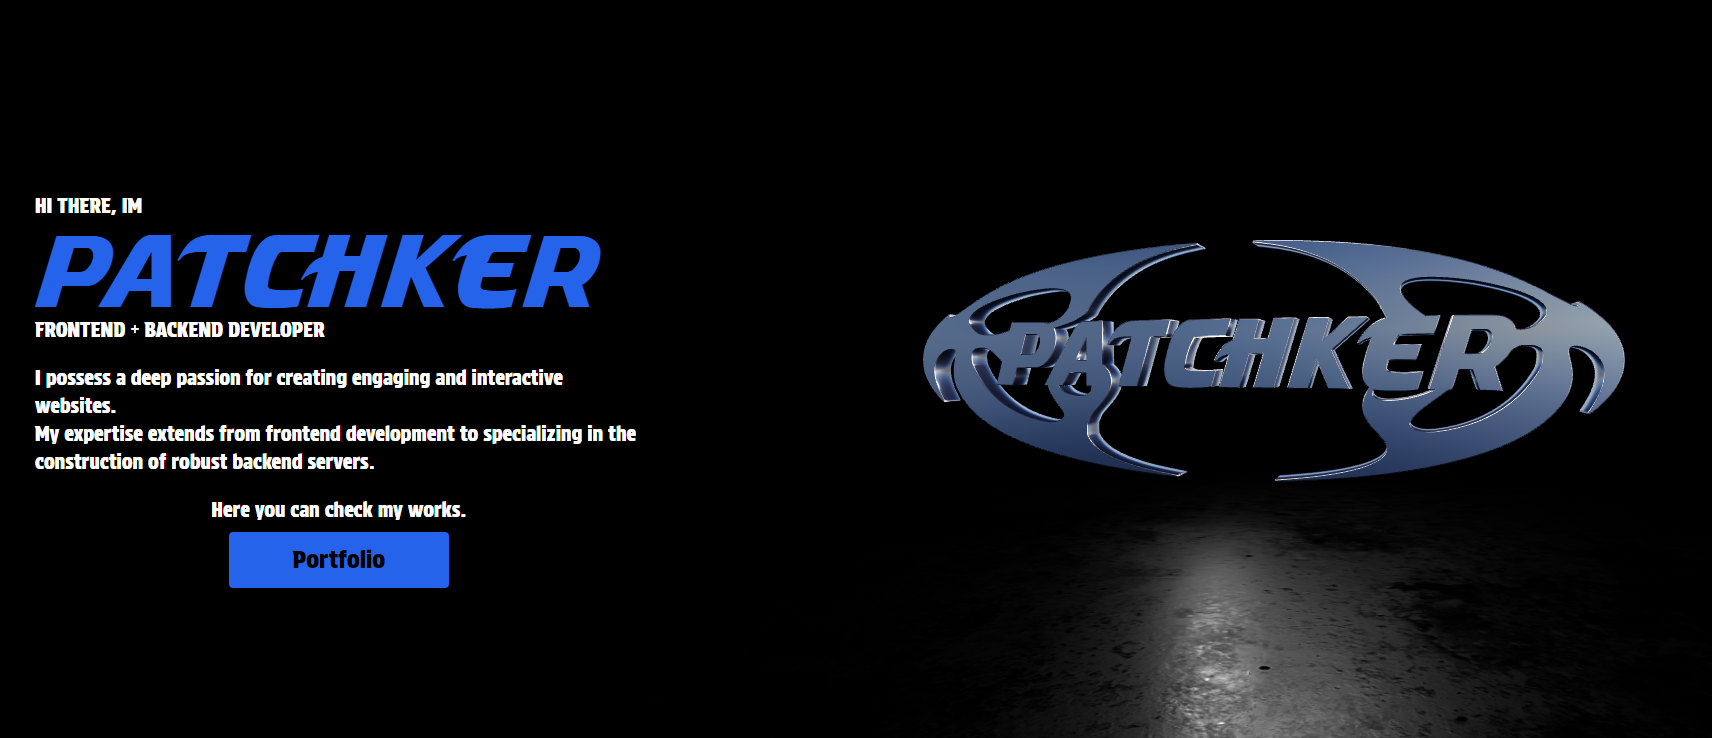 HI THERE, IM
PATCHKER
FRONTEND + BACKEND DEVELOPER
I possess a deep passion for creating engaging and interactive
websites.
My expertise extends from frontend development to specializing in the
construction of robust backend servers.
Here you can check my works.
Portfolio
PATCHKER